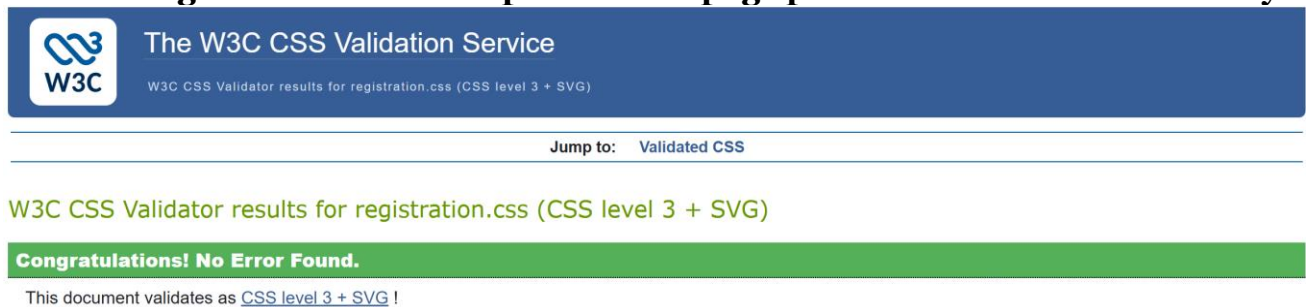 The W3C CSS Validation Service
W3C
W3C CSS Validator results for registration.css (CSS level 3 + SVG)
Jump to: Validated CSS
W3C CSS Validator results for registration.css (CSS level 3 + SVG)
Congratulations! No Error Found.
This document validates as CSS level 3 + SVG !